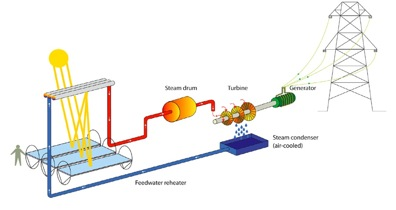 Steam drum
Turbine
Generator
Steam condenser
(air-cooled)
Feedwater reheater